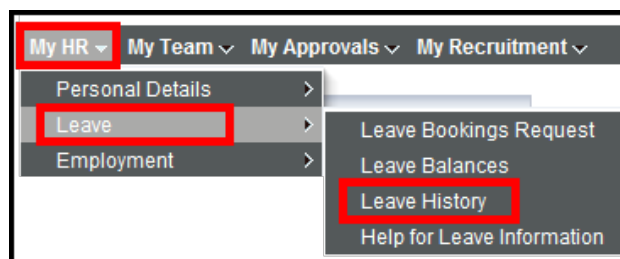 My HR My Team My Approvals My Recruitment
Personal Details
Leave
Employment
Leave Bookings Request
Leave Balances
Leave History
Help for Leave Information